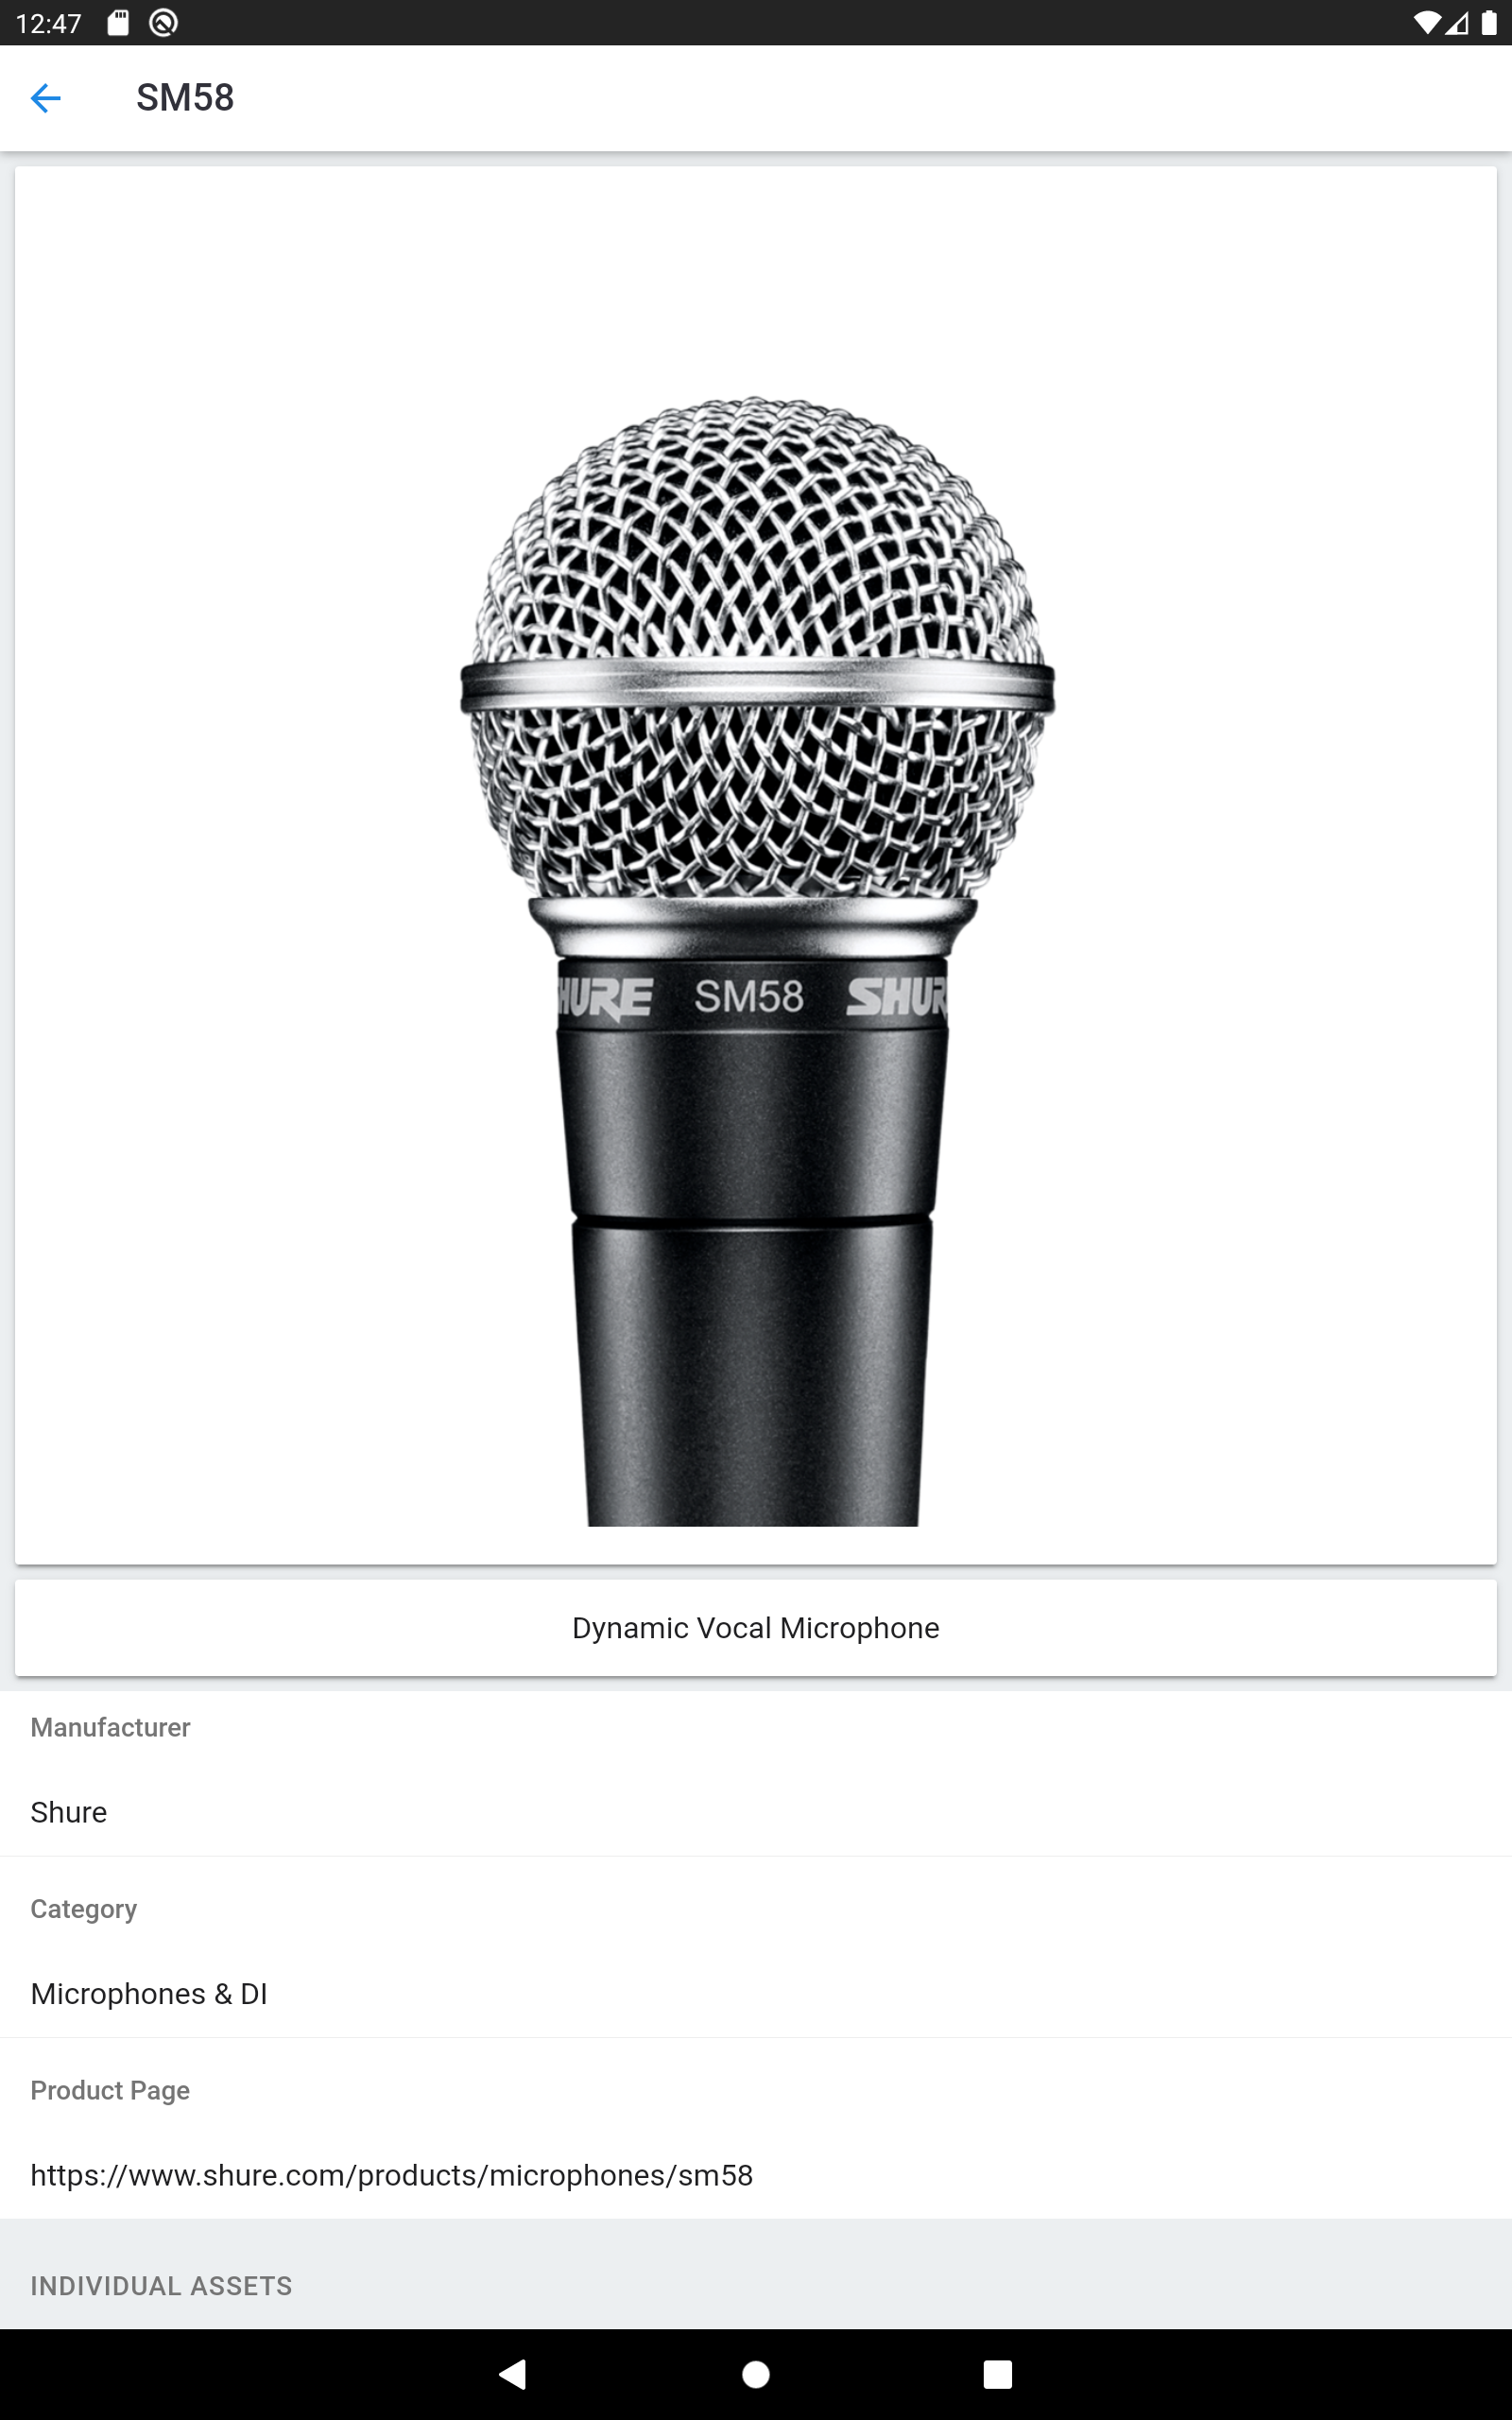 12:47
SM58
HURE SM58 SHUR
Dynamic Vocal Microphone
Manufacturer
Shure
Category
Microphones & DI
Product Page
https://www.shure.com/products/microphones/sm58
INDIVIDUAL ASSETS